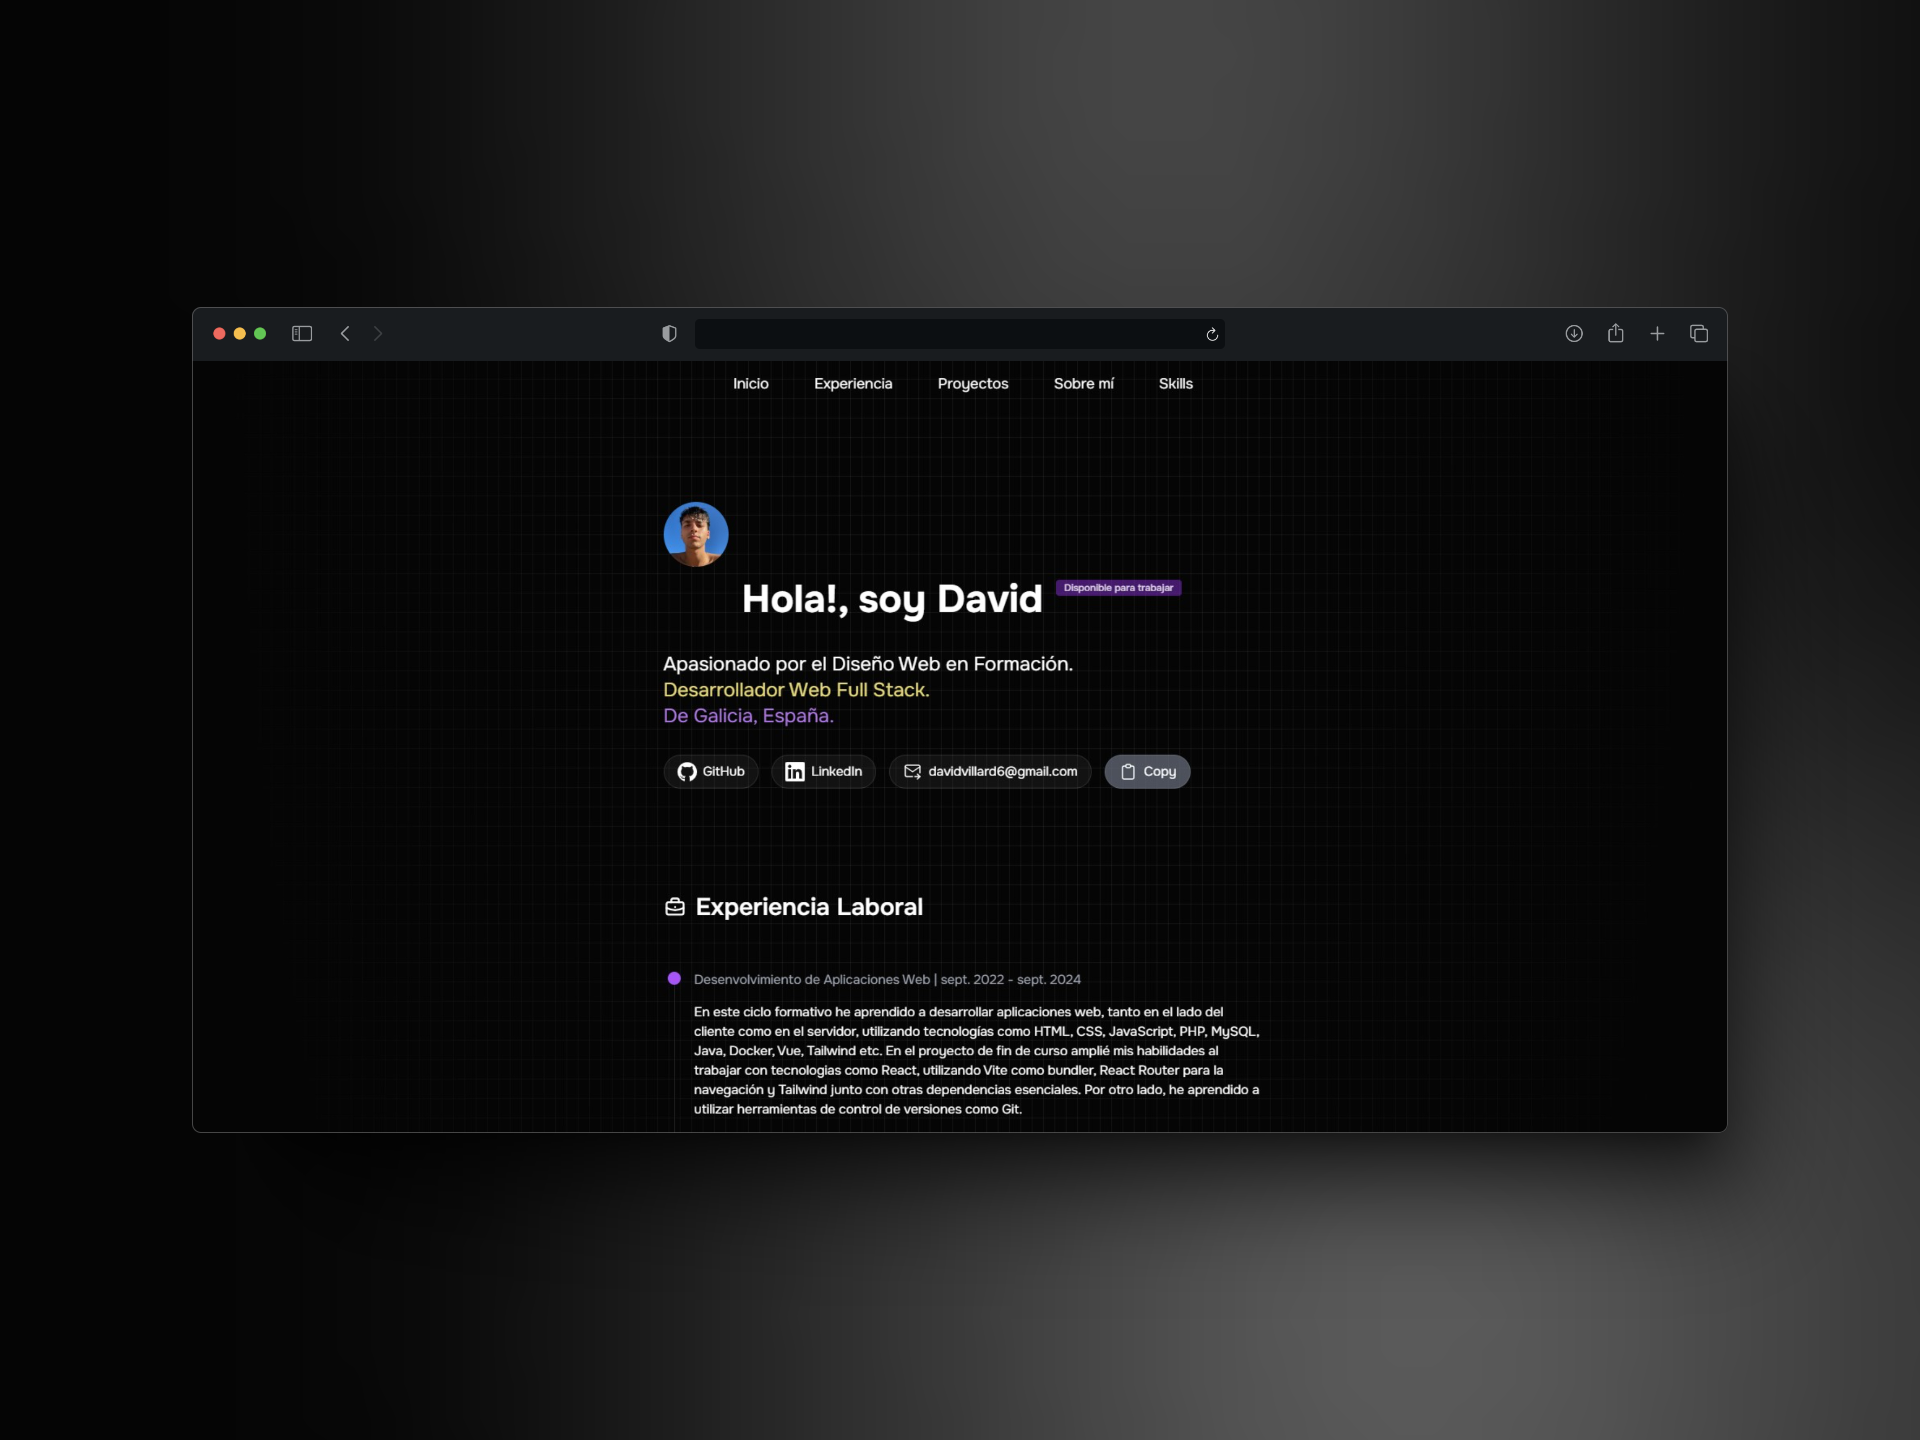 Inicio Experiencia Proyectos Sobre mí Skills
Hola!, soy David Disponible para trabajar
Apasionado por el Diseño Web en Formación.
Desarrollador Web Full Stack.
De Galicia, España.
GitHub LinkedIn davidvillard6@gmail.com Copy
Experiencia Laboral
Desenvolvimiento de Aplicaciones Web | sept. 2022 - sept. 2024
En este ciclo formativo he aprendido a desarrollar aplicaciones web, tanto en el lado del
cliente como en el servidor, utilizando tecnologías como HTML, CSS, JavaScript, PHP, MySQL,
Java, Docker, Vue, Tailwind etc. En el proyecto de fin de curso amplié mis habilidades al
trabajar con tecnologias como React, utilizando Vite como bundler, React Router para la
navegación y Tailwind junto con otras dependencias esenciales. Por otro lado, he aprendido a
utilizar herramientas de control de versiones como Git.